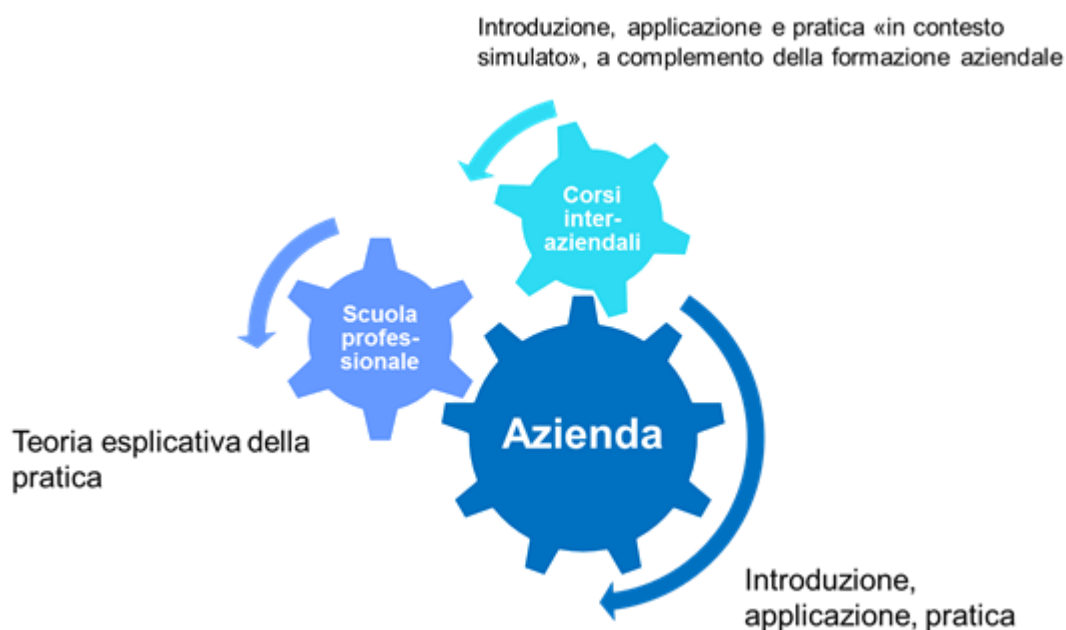 Introduzione, applicazione e pratica «in contesto
simulato», a complemento della formazione aziendale
Corsi
inter-
aziendali
Scuola
profes-
sionale
Azienda
Teoria esplicativa della
pratica
Introduzione,
applicazione, pratica